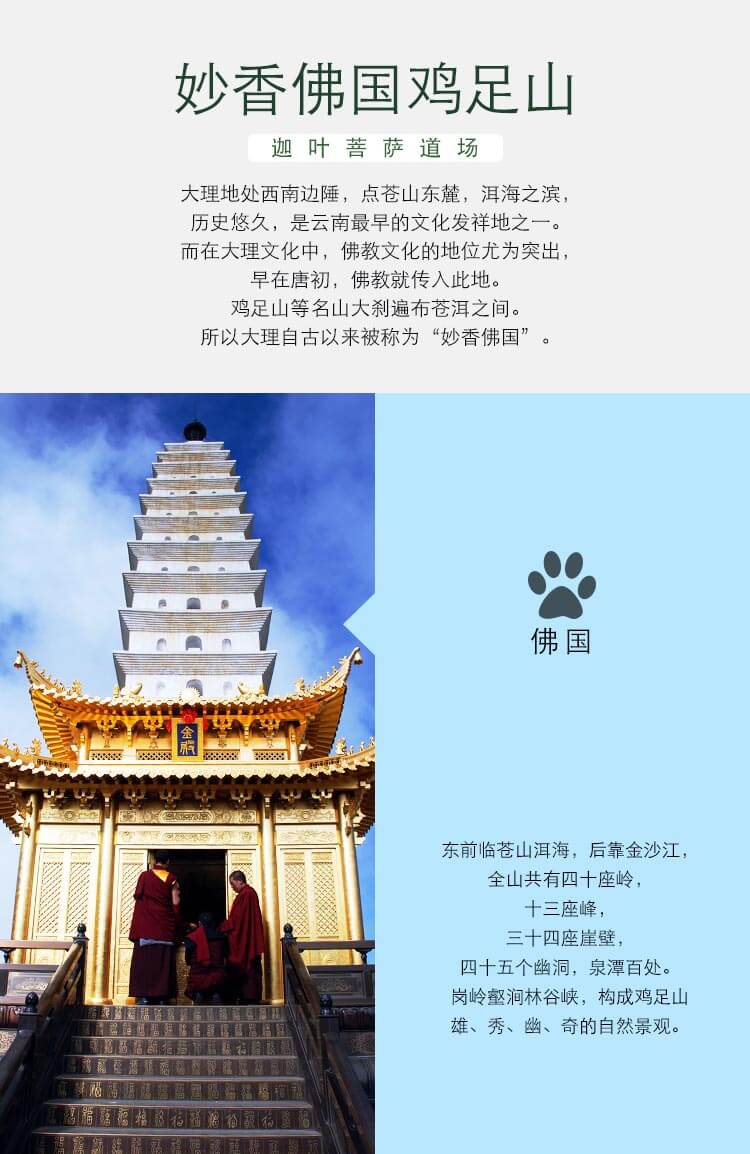 妙香佛国鸡足山
迦叶菩萨道场
大理地处西南边陲，点苍山东麓，洱海之滨，
历史悠久，是云南最早的文化发祥地之一。
而在大理文化中，佛教文化的地位尤为突出，
早在唐初，佛教就传入此地。
鸡足山等名山大刹遍布苍洱之间。
所以大理自古以来被称为“妙香佛国”。
金殿
佛国
东前临苍山洱海，后靠金沙江，
全山共有四十座岭，
十三座峰，
三十四座崖壁，
四十五个幽洞，泉潭百处。
岗岭壑涧林谷峡，构成鸡足山
雄、秀、幽、奇的自然景观。